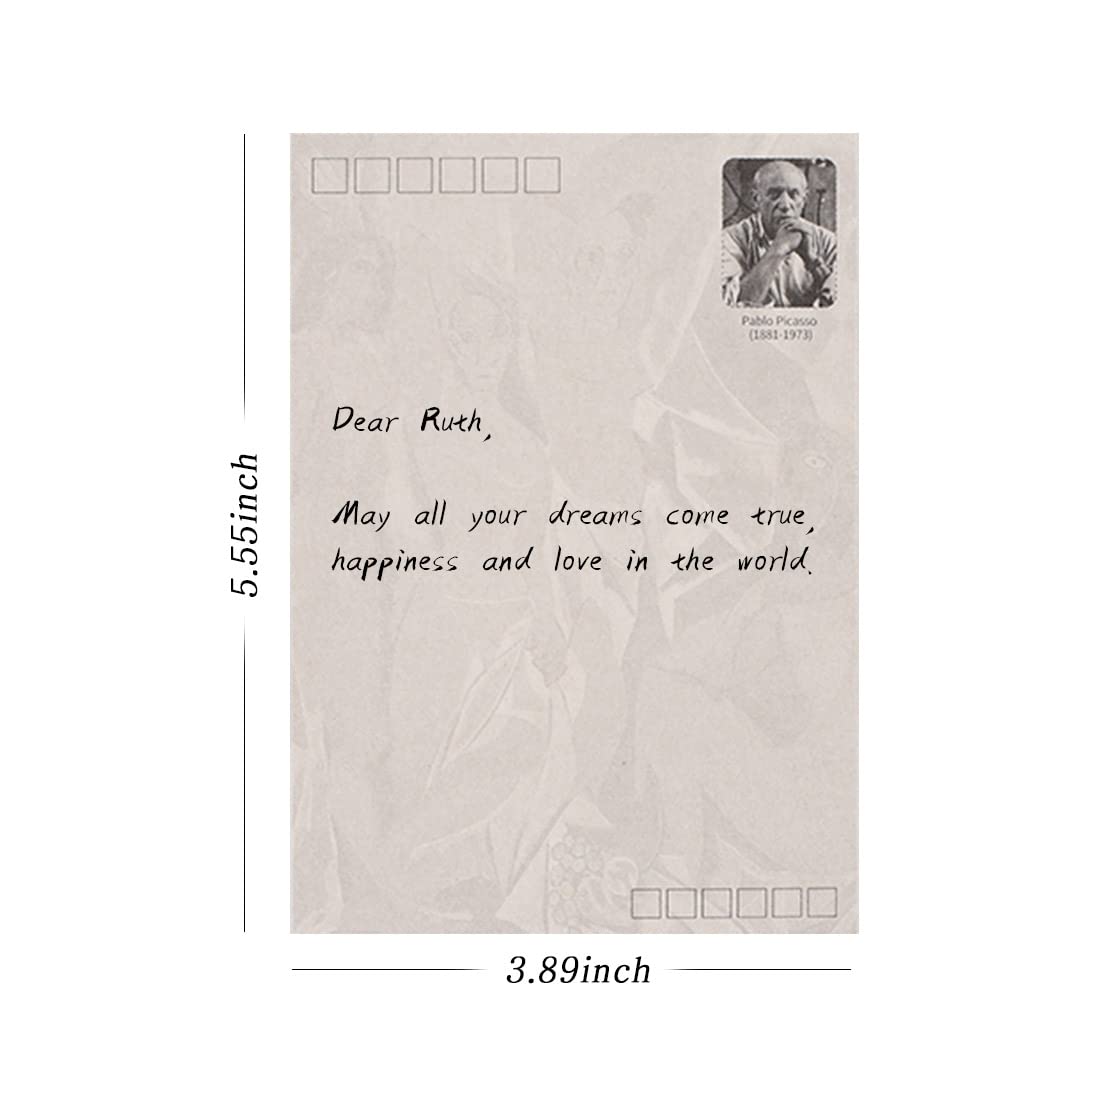 Pablo Picasso
(1881-1973)
Dear Ruth,
May all your dreams come true,
happiness and love in the world.
5.55inch
3.89inch